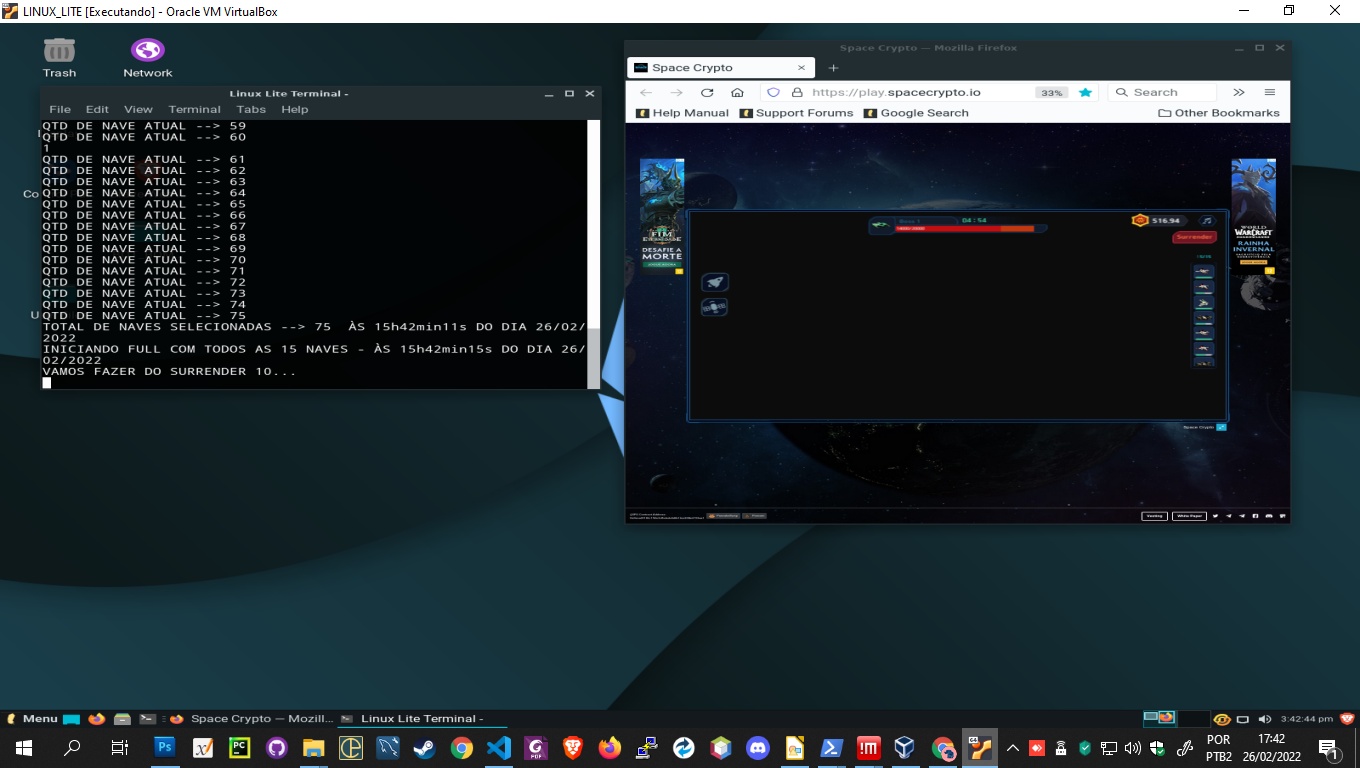 LINUX_LITE [Executando] - Oracle VM VirtualBox
Trash
Network
Linux Lite Terminal -
File Edit View Terminal Tabs Help
QTD DE NAVE ATUAL --> 59
QTD DE NAVE ATUAL --> 60
1
QTD DE NAVE ATUAL --> 61
QTD DE NAVE ATUAL --> 62
QTD DE NAVE ATUAL --> 63
QTD DE NAVE ATUAL --> 64
QTD DE NAVE ATUAL --> 65
QTD DE NAVE ATUAL --> 66
QTD DE NAVE ATUAL --> 67
QTD DE NAVE ATUAL --> 68
QTD DE NAVE ATUAL --> 69
QTD DE NAVE ATUAL --> 70
QTD DE NAVE ATUAL --> 71
QTD DE NAVE ATUAL --> 72
QTD DE NAVE ATUAL --> 73
QTD DE NAVE ATUAL --> 74
QTD DE NAVE ATUAL --> 75
TOTAL DE NAVES SELECIONADAS --> 75  ÀS 15h42min11s DO DIA 26/02/
2022
INICIANDO FULL COM TODOS AS 15 NAVES - ÀS 15h42min15s DO DIA 26/
02/2022
VAMOS FAZER DO SURRENDER 10...
Co
U
Space Crypto — Mozilla Firefox
Space Crypto
https://play.spacecrypto.io
33%
Search
Help Manual Support Forums Google Search Other Bookmarks
FIM
DESAFIE A
MORTE
Boss 1
04:54
516.94
Surrender
WORLD
WARCRAFT
RAINHA
INVERNAL
Space Crypto
Trading
White Paper
Menu
Space Crypto — Mozill...
Linux Lite Terminal -
3:42:44 pm
POR
PTB2
17:42
26/02/2022
1